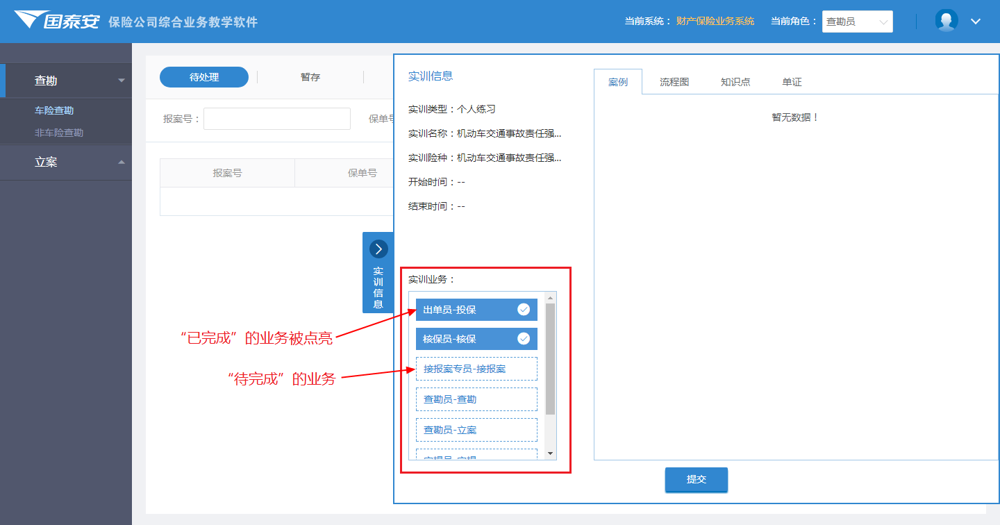 国泰安 保险公司综合业务教学软件
当前系统： 财产保险业务系统 当前角色： 查勘员
查勘
车险查勘
非车险查勘
立案
待处理
暂存
报案号：
保单号
报案号
保单号
实训信息
实训信息
实训类型：个人练习
实训名称：机动车交通事故责任强...
实训险种：机动车交通事故责任强...
开始时间：--
结束时间：--
实训业务：
出单员-投保
核保员-核保
接报案专员-接报案
查勘员-查勘
查勘员-立案
“已完成”的业务被点亮
“待完成”的业务
案例
流程图
知识点
单证
暂无数据！
提交